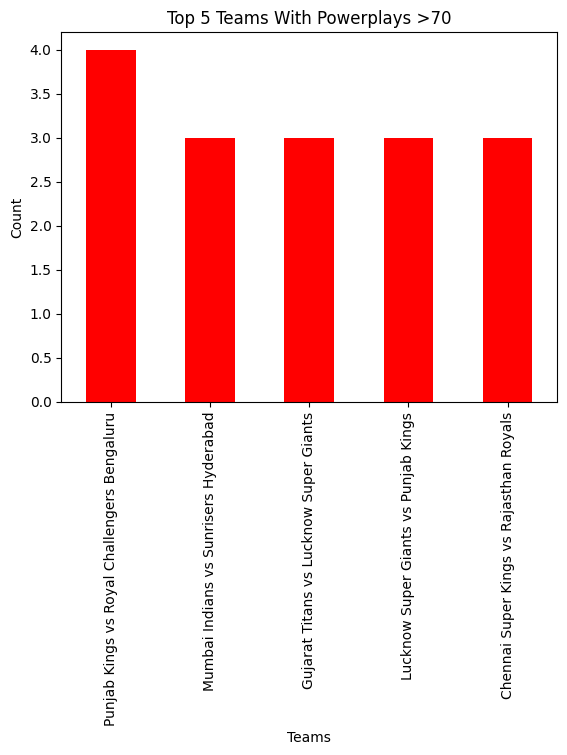 Top 5 Teams With Powerplays >70
Count
4.0
3.5
3.0
2.5
2.0
1.5
1.0
0.5
0.0
Punjab Kings vs Royal Challengers Bengaluru
Mumbai Indians vs Sunrisers Hyderabad
Gujarat Titans vs Lucknow Super Giants
Lucknow Super Giants vs Punjab Kings
Chennai Super Kings vs Rajasthan Royals
Teams